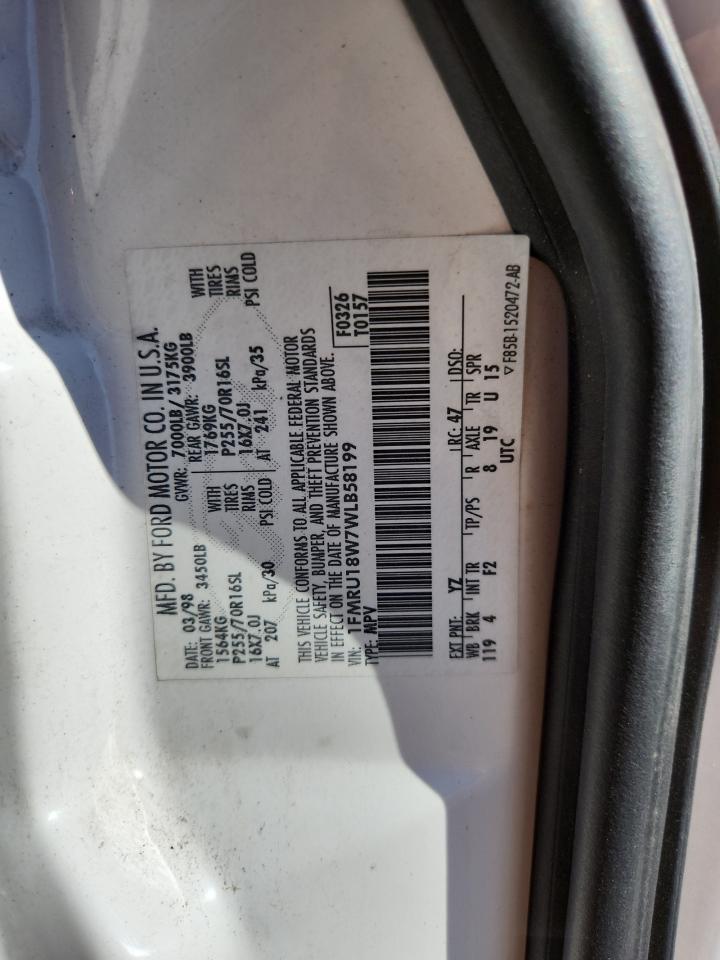 MFD. BY FORD MOTOR CO. IN U.S.A.
DATE: 03/98 GVWR: 7000LB/ 3175KG
FRONT GAWR: 3450LB REAR GAWR: 3900LB
1564KG WITH 1769KG WITH
P255/70R16SL TIRES P255/70R16SL TIRES
16X7.0J RIMS 16X7.0J RIMS
AT 207 kPa/30 PSI COLD AT 241 kPa/35 PSI COLD
THIS VEHICLE CONFORMS TO ALL APPLICABLE FEDERAL MOTOR
VEHICLE SAFETY, BUMPER, AND THEFT PREVENTION STANDARDS
IN EFFECT ON THE DATE OF MANUFACTURE SHOWN ABOVE.
VIN: 1FMRU18W7WLB58199 F0326
TYPE: MPV T0157
EXT PNT: YZ RC: 47 DSO:
WB BRK INT TR TP/PS R AXLE TR SPR
119 4 F2 8 19 U 15
UTC
▽F85B-1520472-AB